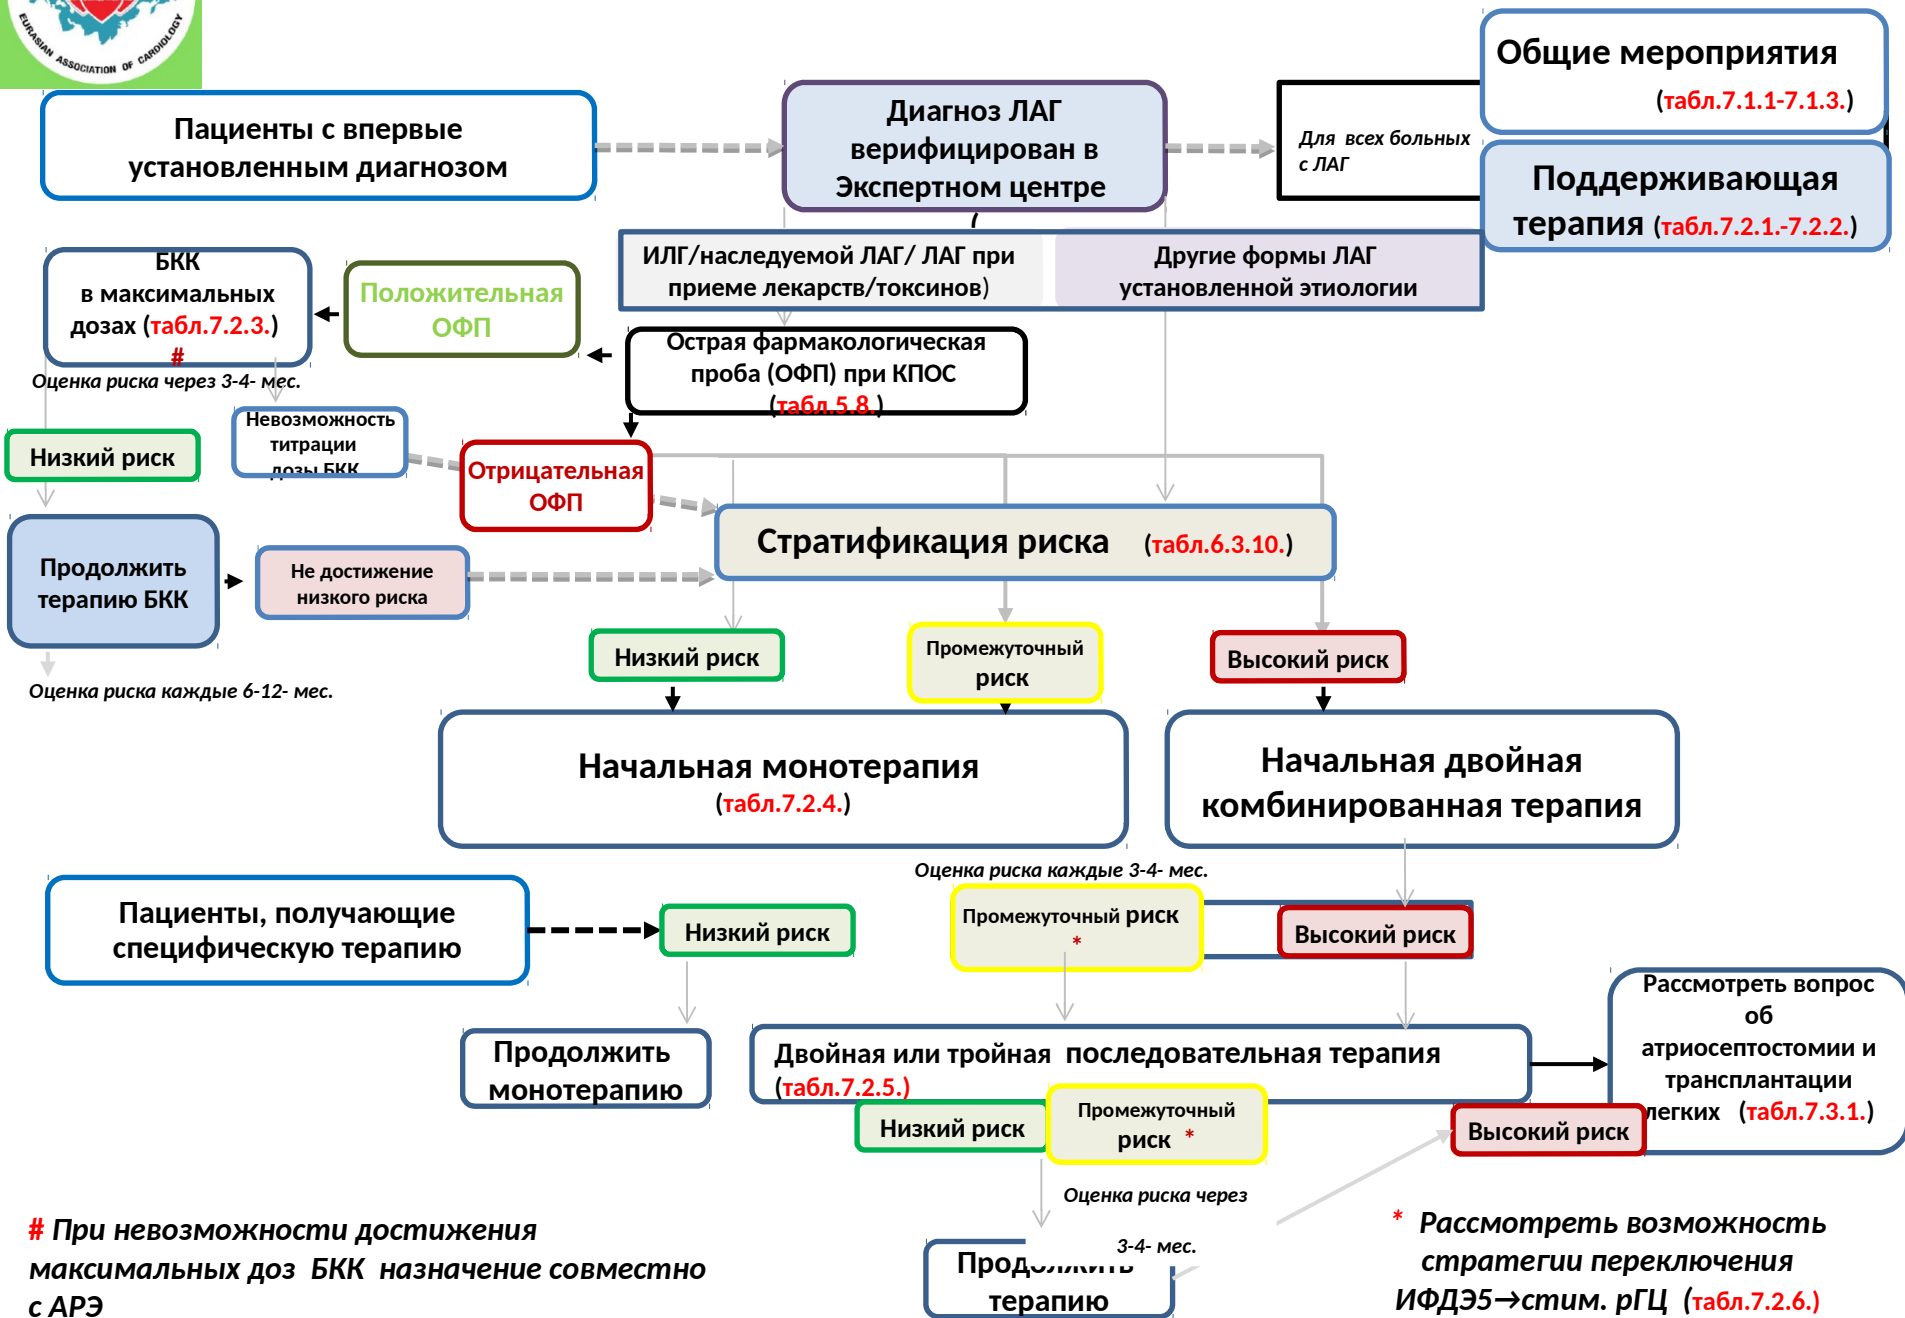 EURASIAN ASSOCIATION OF CARDIOLOGY
Общие мероприятия
(табл.7.1.1-7.1.3.)
Пациенты с впервые
установленным диагнозом
Диагноз ЛАГ
верифицирован в
Экспертном центре
(
Для всех больных
с ЛАГ
Поддерживающая
терапия (табл.7.2.1.-7.2.2.)
ИЛГ/наследуемой ЛАГ/ ЛАГ при
приеме лекарств/токсинов)
Другие формы ЛАГ
установленной этиологии
БКК
в максимальных
дозах (табл.7.2.3.)
#
Положительная
ОФП
Острая фармакологическая
проба (ОФП) при КПОС
(табл.5.8.)
Оценка риска через 3-4- мес.
Невозможность
титрации
дозы БКК
Низкий риск
Отрицательная
ОФП
Стратификация риска (табл.6.3.10.)
Продолжить
терапию БКК
Не достижение
низкого риска
Низкий риск
Промежуточный
риск
Высокий риск
Оценка риска каждые 6-12- мес.
Начальная монотерапия
(табл.7.2.4.)
Начальная двойная
комбинированная терапия
Оценка риска каждые 3-4- мес.
Пациенты, получающие
специфическую терапию
Низкий риск
Промежуточный риск
*
Высокий риск
Рассмотреть вопрос
об
атриосептостомии и
трансплантации
легких (табл.7.3.1.)
Продолжить
монотерапию
Двойная или тройная последовательная терапия
(табл.7.2.5.)
Низкий риск
Промежуточный
риск *
Высокий риск
Оценка риска через
3-4- мес.
Продолжить
терапию
# При невозможности достижения
максимальных доз БКК назначение совместно
с АРЭ
* Рассмотреть возможность
стратегии переключения
ИФДЭ5→стим. рГЦ (табл.7.2.6.)